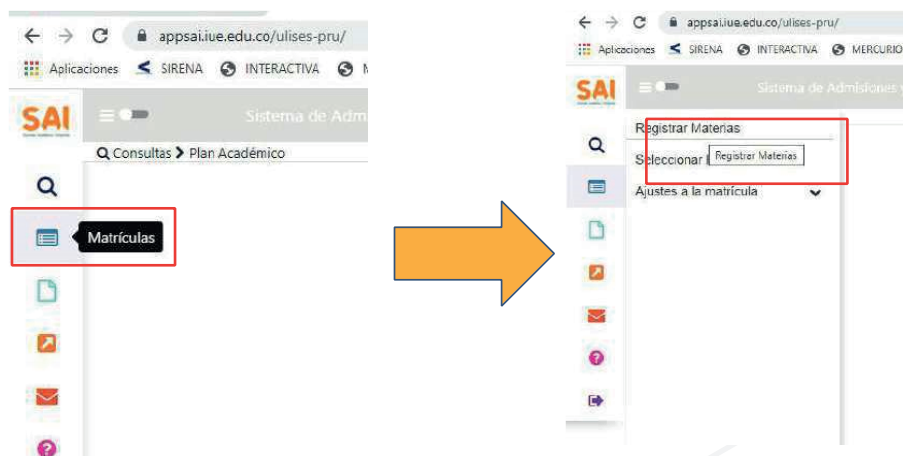 appsai.iue.edu.co/ulises-pru/
Aplicaciones SIRENA INTERACTIVA
SAI
Sistema de Adm
Consultas > Plan Académico
Matrículas
appsai.iue.edu.co/ulises-pru/
Aplicaciones SIRENA INTERACTIVA MERCURIO
SAI
Sistema de Admisiones y
Registrar Materias
Seleccionar
Registrar Materias
Ajustes a la matrícula